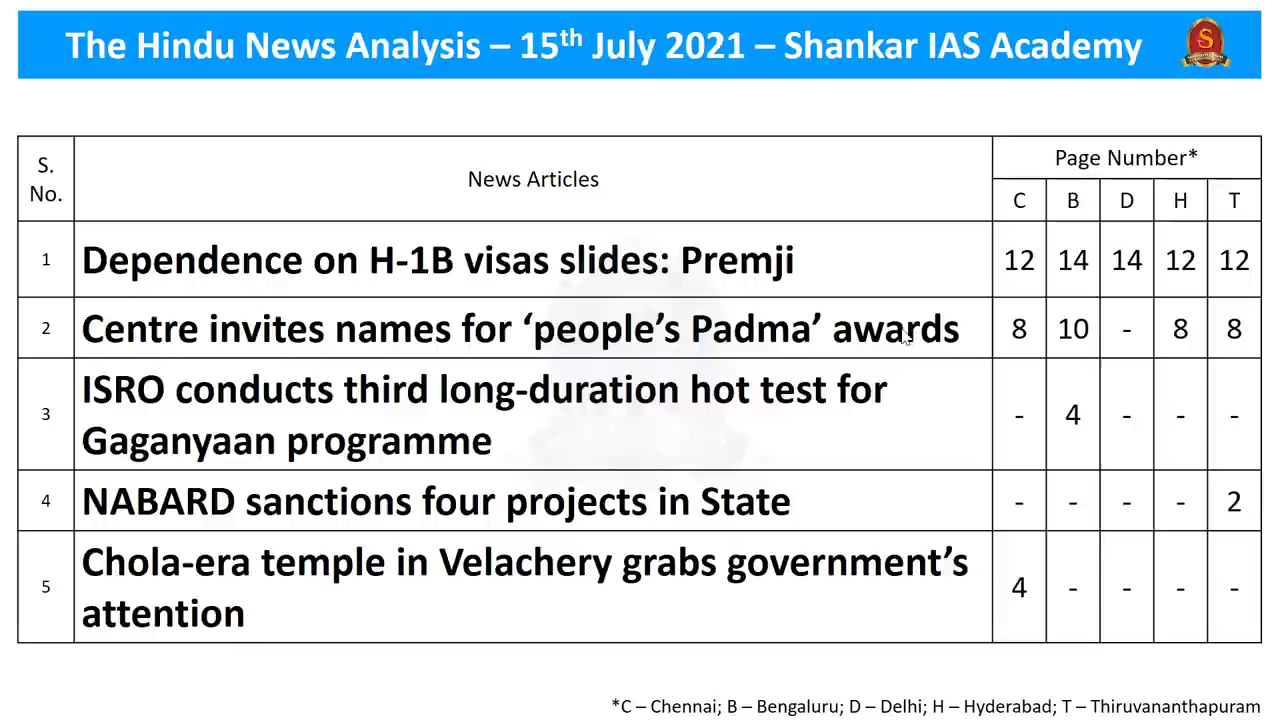 The Hindu News Analysis – 15th July 2021 – Shankar IAS Academy
S
S. No. News Articles Page Number*
C B D H T
1 Dependence on H-1B visas slides: Premji 12 14 14 12 12
2 Centre invites names for ‘people’s Padma’ awards 8 10 - 8 8
3 ISRO conducts third long-duration hot test for
Gaganyaan programme - 4 - - -
4 NABARD sanctions four projects in State - - - - 2
5 Chola-era temple in Velachery grabs government’s
attention 4 - - - -
*C – Chennai; B – Bengaluru; D – Delhi; H – Hyderabad; T – Thiruvananthapuram